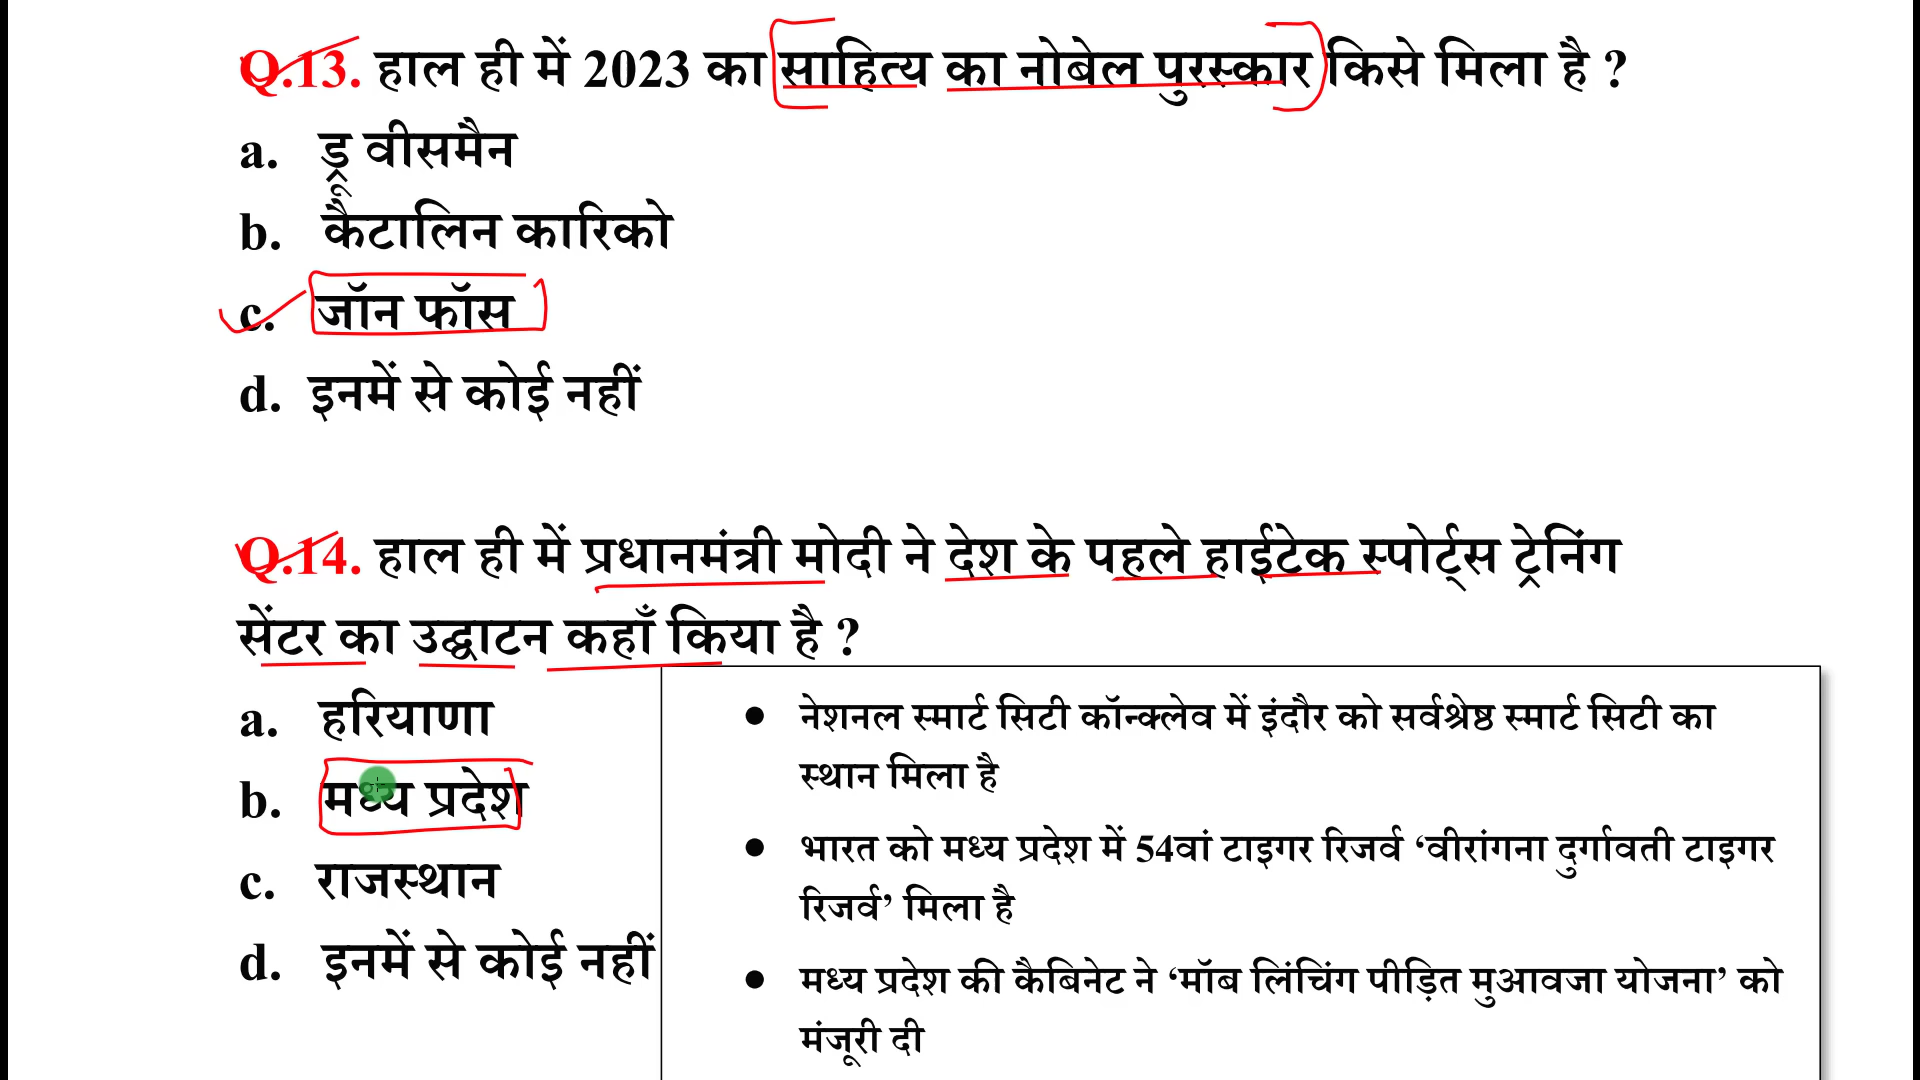 Q.13. हाल ही में 2023 का साहित्य का नोबेल पुरस्कार किसे मिला है ?
a. ड्रू वीसमैन
b. कैटालिन कारिको
c. जॉन फॉस
d. इनमें से कोई नहीं
Q.14. हाल ही में प्रधानमंत्री मोदी ने देश के पहले हाईटेक स्पोर्ट्स ट्रेनिंग
सेंटर का उद्घाटन कहाँ किया है ?
a. हरियाणा
b. मध्य प्रदेश
c. राजस्थान
d. इनमें से कोई नहीं
● नेशनल स्मार्ट सिटी कॉन्क्लेव में इंदौर को सर्वश्रेष्ठ स्मार्ट सिटी का
स्थान मिला है
● भारत को मध्य प्रदेश में 54वां टाइगर रिजर्व ‘वीरांगना दुर्गावती टाइगर
रिजर्व’ मिला है
● मध्य प्रदेश की कैबिनेट ने ‘मॉब लिंचिंग पीड़ित मुआवजा योजना’ को
मंजूरी दी